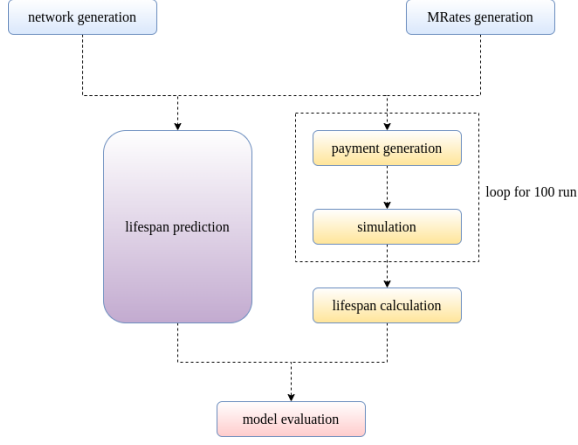 network generation
MRates generation
payment generation
loop for 100 run
lifespan prediction
simulation
lifespan calculation
model evaluation